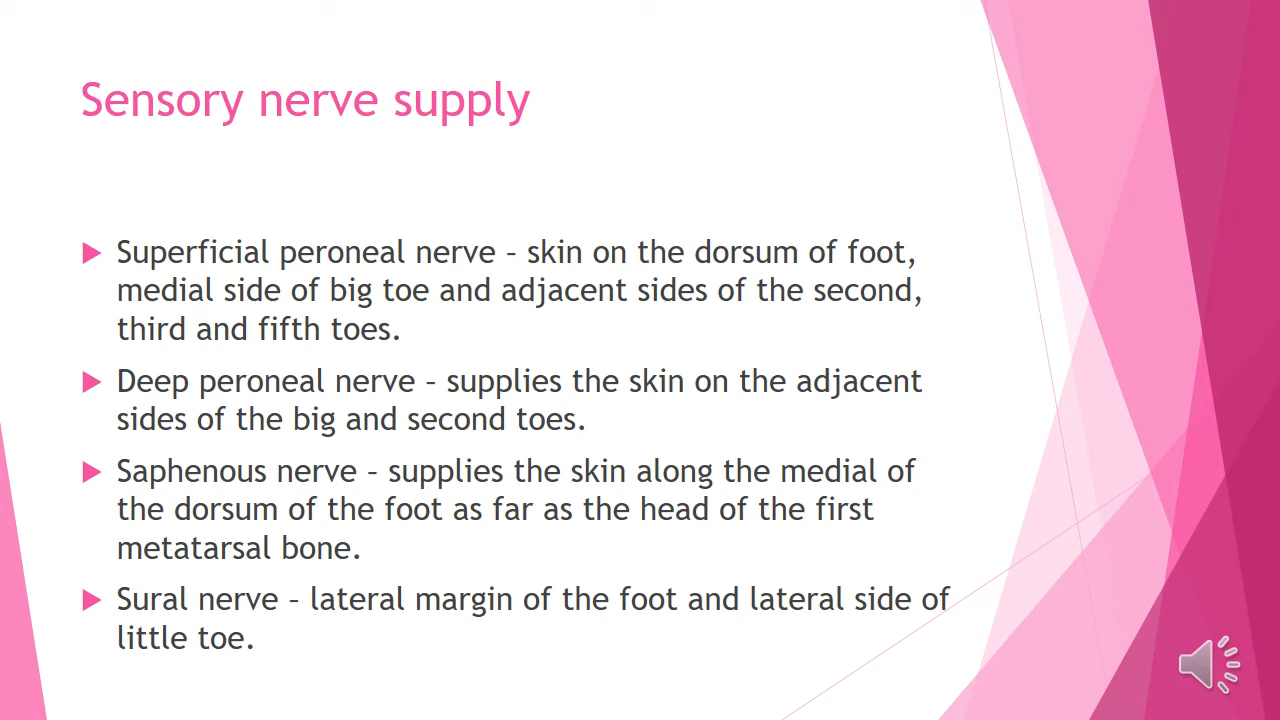 Sensory nerve supply
Superficial peroneal nerve – skin on the dorsum of foot,
medial side of big toe and adjacent sides of the second,
third and fifth toes.
Deep peroneal nerve – supplies the skin on the adjacent
sides of the big and second toes.
Saphenous nerve – supplies the skin along the medial of
the dorsum of the foot as far as the head of the first
metatarsal bone.
Sural nerve – lateral margin of the foot and lateral side of
little toe.